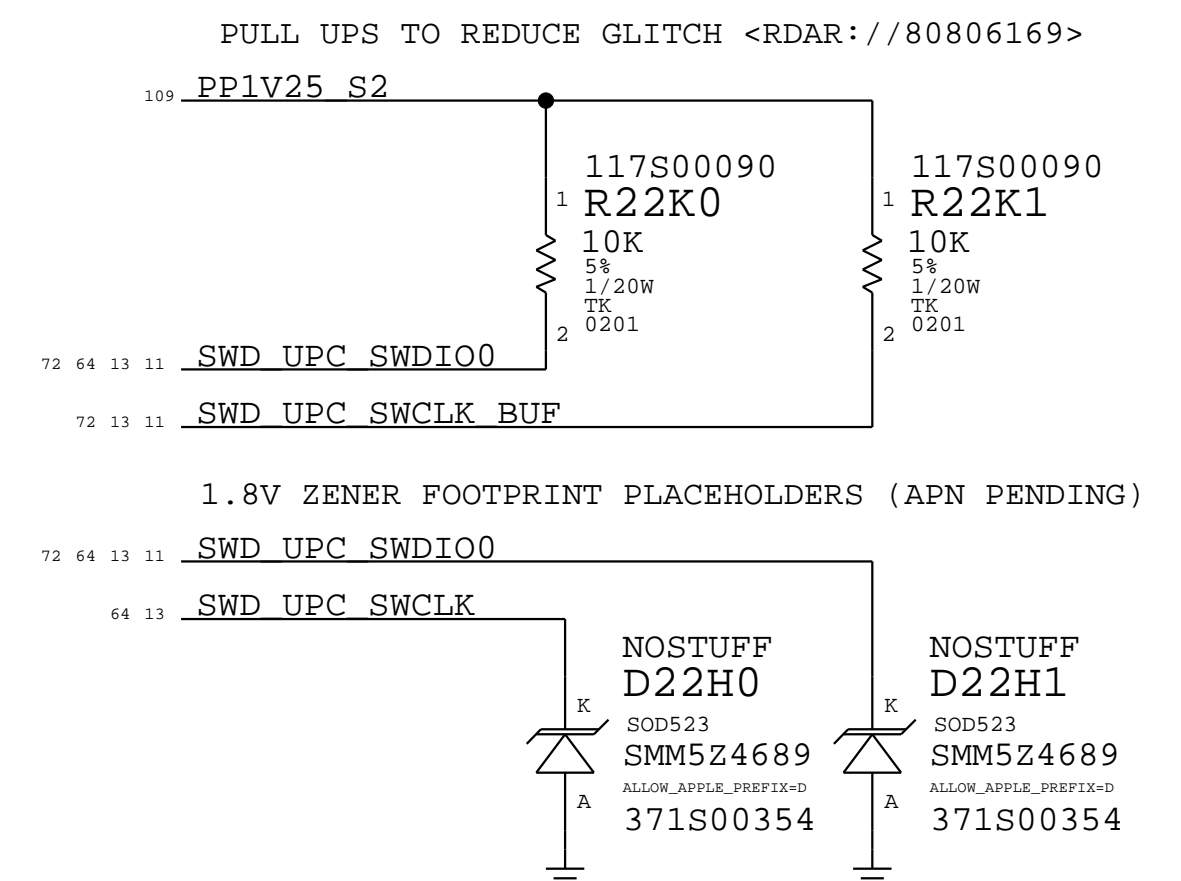 PULL UPS TO REDUCE GLITCH <RDAR://80806169>
109 PP1V25_S2
117S00090
1 R22K0
10K
5%
1/20W
TK
0201
2
117S00090
1 R22K1
10K
5%
1/20W
TK
0201
2
72 64 13 11 SWD_UPC_SWDIO0
72 13 11 SWD_UPC_SWCLK_BUF
1.8V ZENER FOOTPRINT PLACEHOLDERS (APN PENDING)
72 64 13 11 SWD_UPC_SWDIO0
64 13 SWD_UPC_SWCLK
NOSTUFF
D22H0
K
SOD523
SMM5Z4689
ALLOW_APPLE_PREFIX=D
A
371S00354
NOSTUFF
D22H1
K
SOD523
SMM5Z4689
ALLOW_APPLE_PREFIX=D
A
371S00354